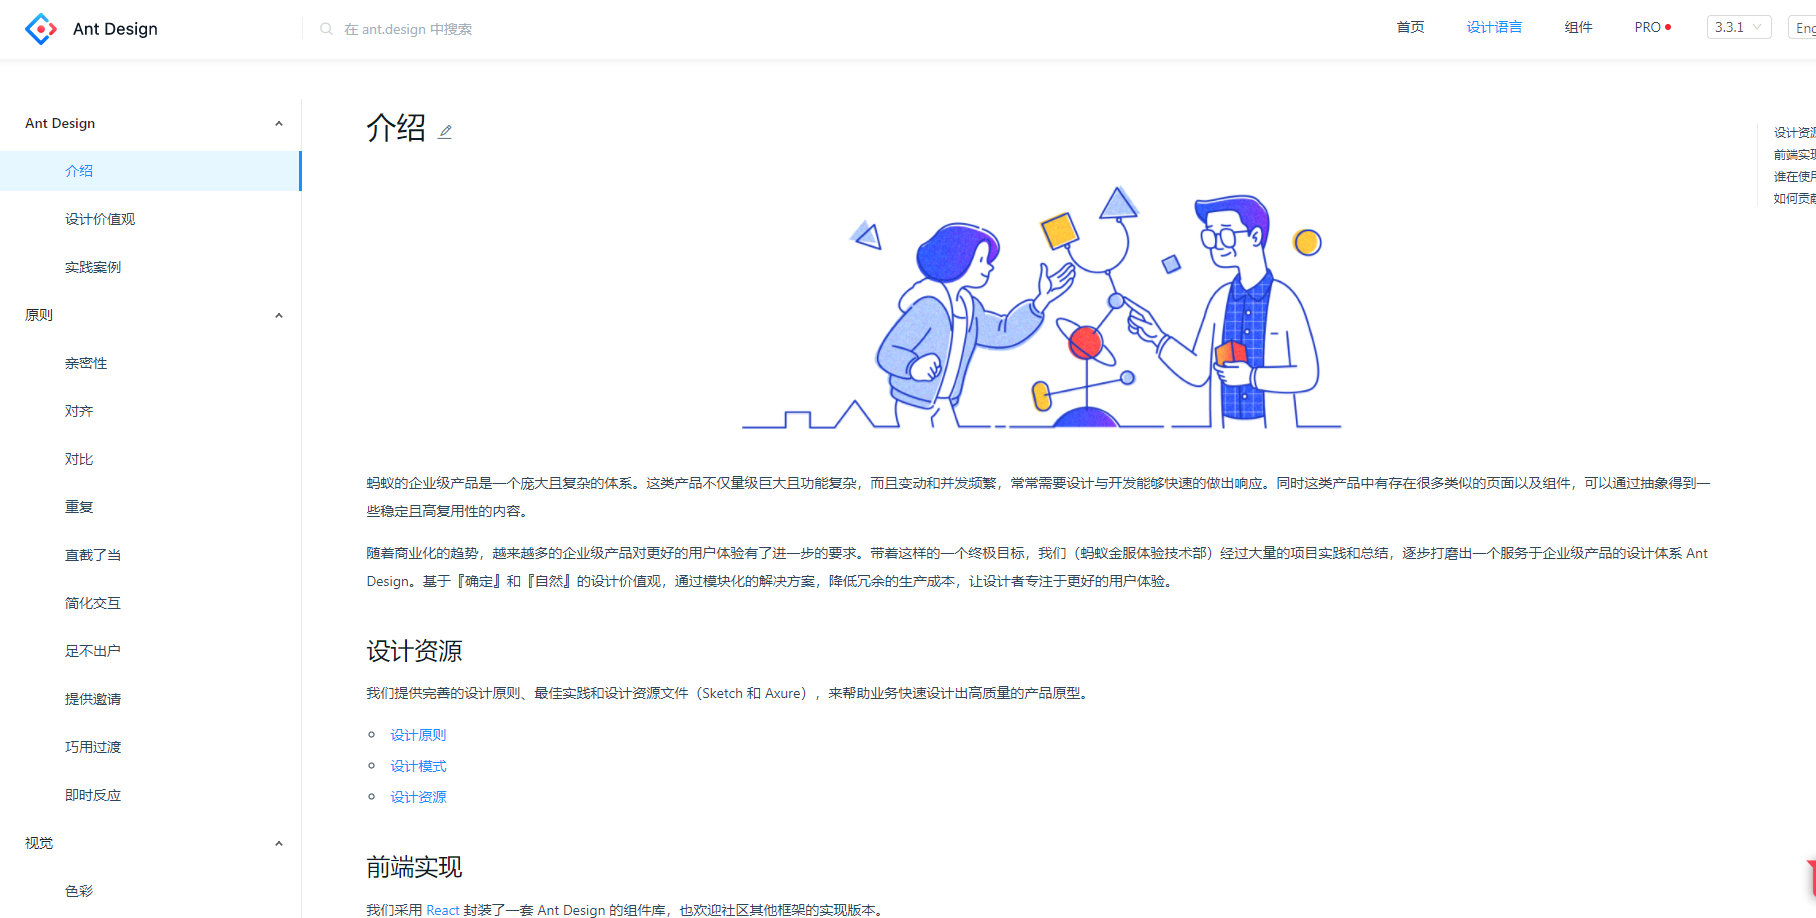 Ant Design
在 ant.design 中搜索
首页
设计语言
组件
PRO
3.3.1
Eng
Ant Design
介绍
设计价值观
实践案例
原则
亲密性
对齐
对比
重复
直截了当
简化交互
足不出户
提供邀请
巧用过渡
即时反应
视觉
色彩
介绍
蚂蚁的企业级产品是一个庞大且复杂的体系。这类产品不仅量级巨大且功能复杂，而且变动和并发频繁，常常需要设计与开发能够快速的做出响应。同时这类产品中有存在很多类似的页面以及组件，可以通过抽象得到一
些稳定且高复用性的内容。
随着商业化的趋势，越来越多的企业级产品对更好的用户体验有了进一步的要求。带着这样的一个终极目标，我们（蚂蚁金服体验技术部）经过大量的项目实践和总结，逐步打磨出一个服务于企业级产品的设计体系 Ant
Design。基于『确定』和『自然』的设计价值观，通过模块化的解决方案，降低冗余的生产成本，让设计者专注于更好的用户体验。
设计资源
我们提供完善的设计原则、最佳实践和设计资源文件（Sketch 和 Axure），来帮助业务快速设计出高质量的产品原型。
设计原则
设计模式
设计资源
前端实现
我们采用 React 封装了一套 Ant Design 的组件库，也欢迎社区其他框架的实现版本。
设计资源
前端实现
谁在使用
如何贡献